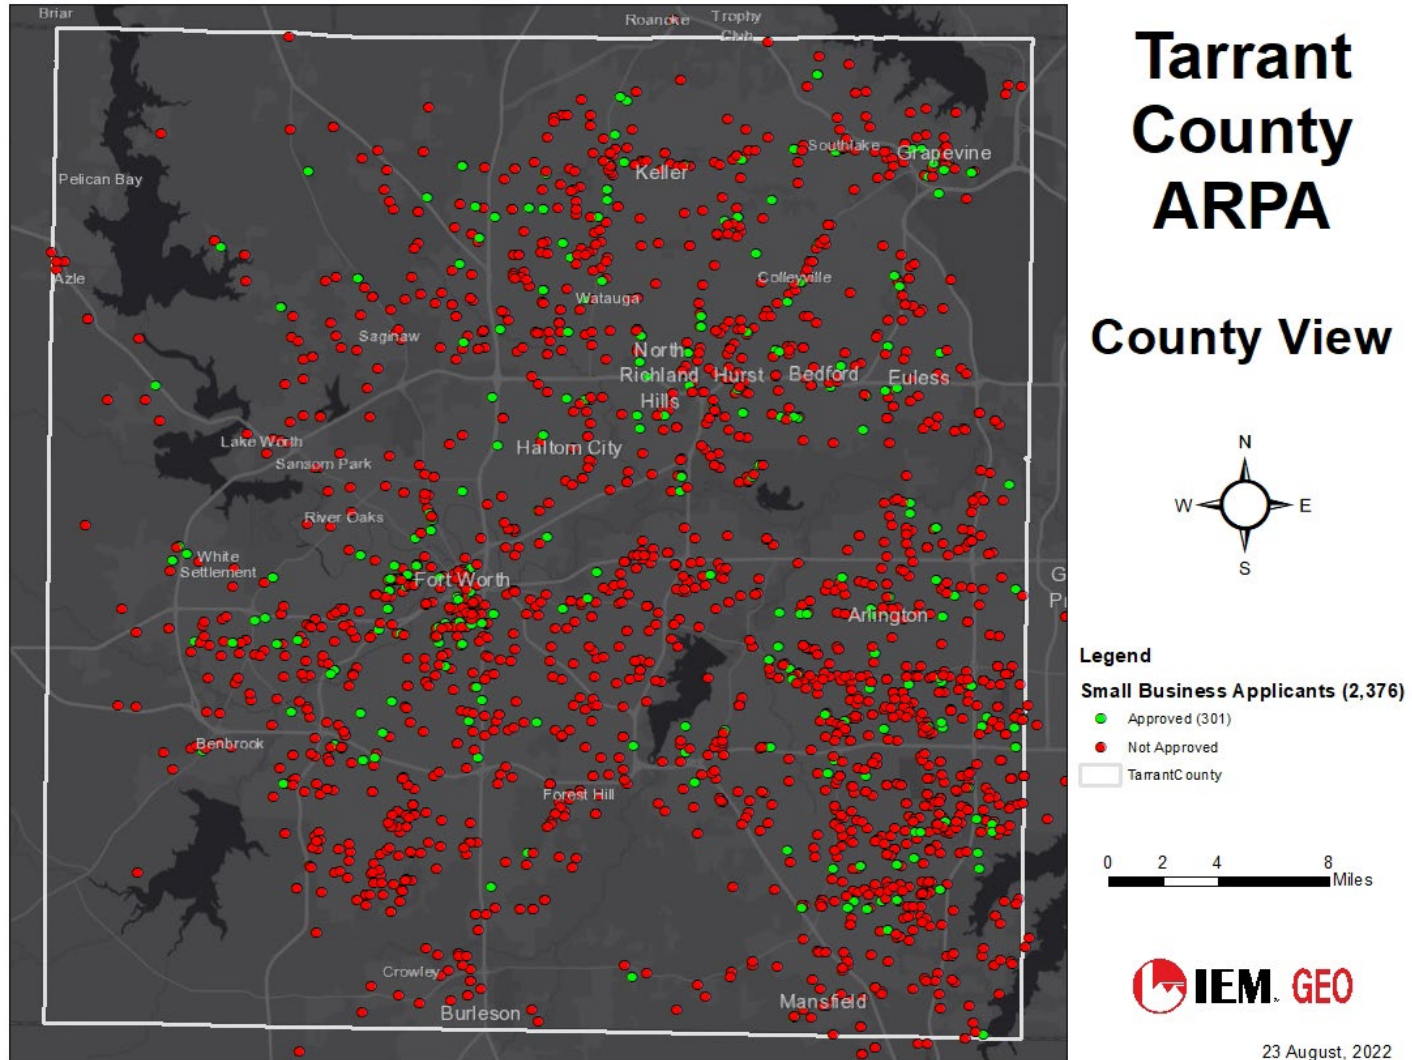 Briar
Roanoke
Trophy
Club
Southlake
Grapevine
Keller
Pelican Bay
Azle
Colleyville
Watauga
Saginaw
North
Richland
Hills
Hurst
Bedford
Euless
Lake Worth
Haltom City
Sansom Park
River Oaks
White
Settlement
Fort Worth
Arlington
G
Pr
Benbrook
Forest Hill
Crowley
Burleson
Mansfield
Tarrant
County
ARPA
County View
N
W
E
S
Legend
Small Business Applicants (2,376)
Approved (301)
Not Approved
TarrantCounty
0 2 4 8
Miles
IEM GEO
23 August, 2022